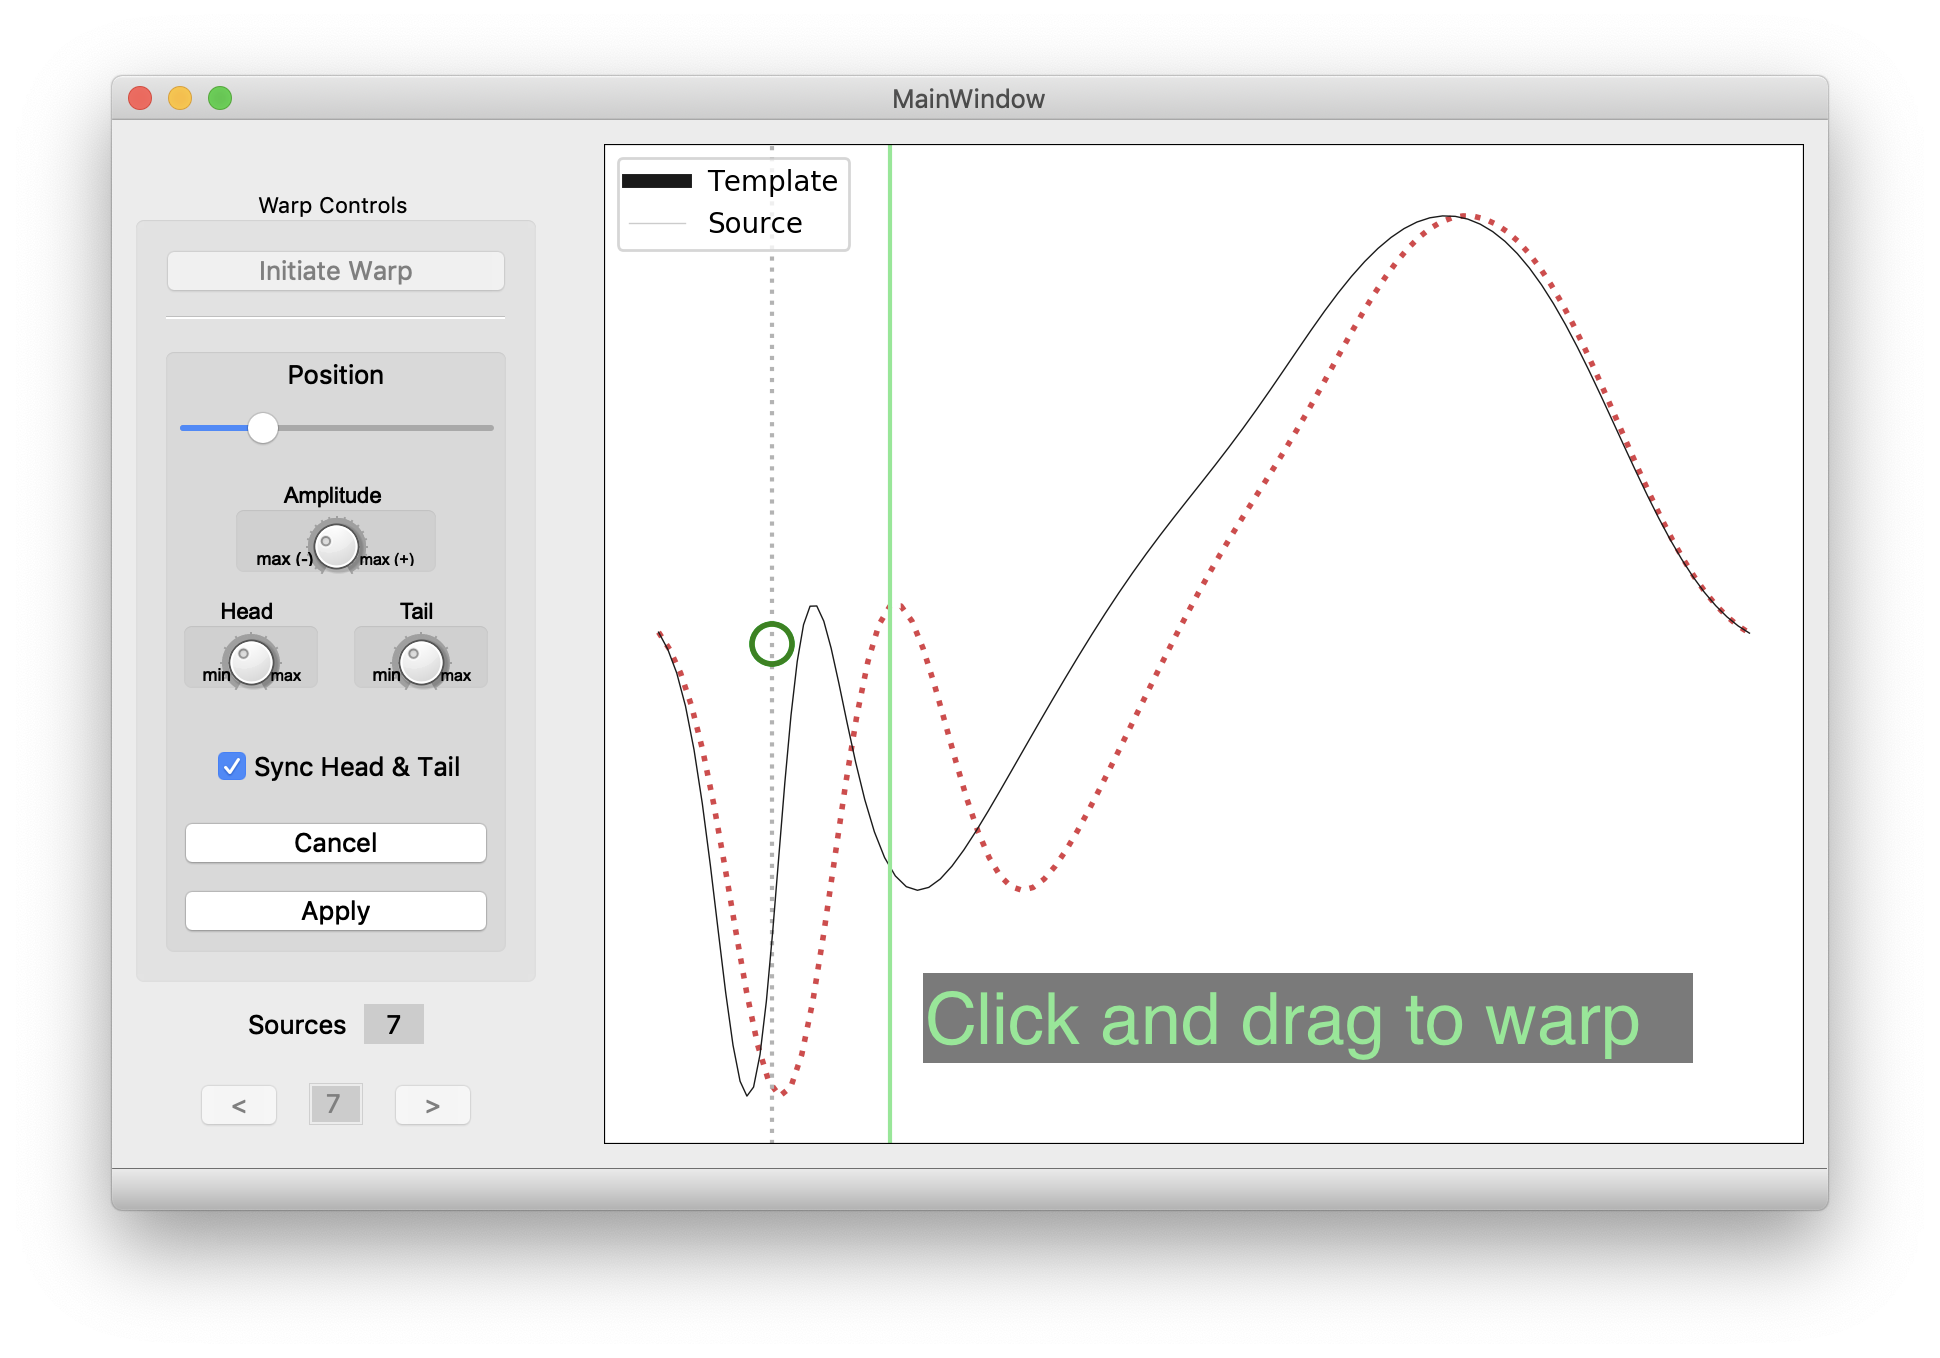 MainWindow
Warp Controls
Initiate Warp
Position
Amplitude
max (-)
max (+)
Head
Tail
min
max
min
max
Sync Head & Tail
Cancel
Apply
Sources 7
< 7 >
Template
Source
Click and drag to warp